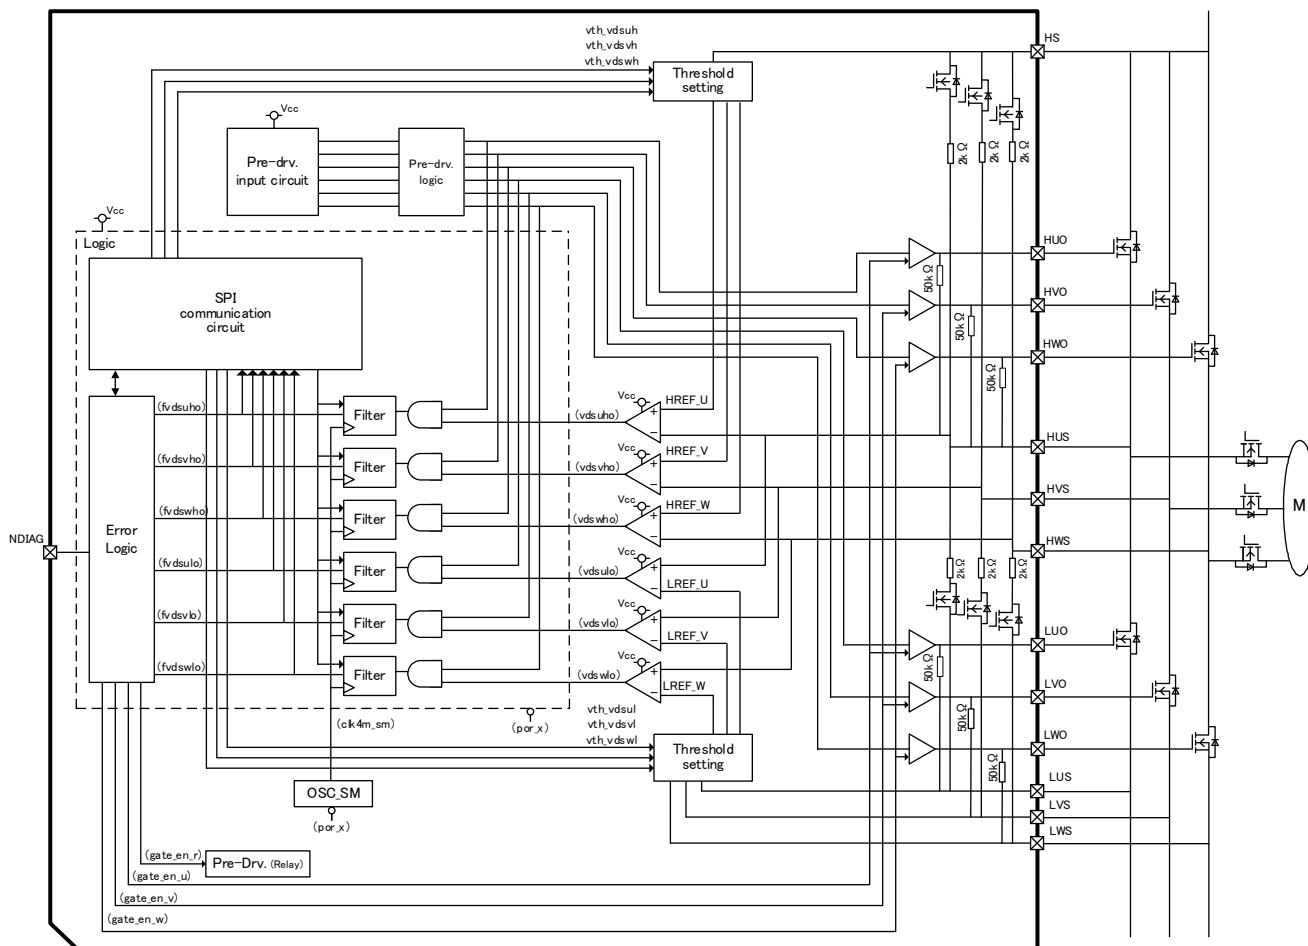 HS
vth_vdsuh
vth_vdsvh
vth_vdswh
Threshold
setting
Vcc
Pre-drv.
input circuit
Pre-drv.
logic
2kΩ
2kΩ
2kΩ
Vcc
Logic
SPI
communication
circuit
HUO
50kΩ
HVO
50kΩ
HWO
50kΩ
(fvdsuho)
Filter
(vdsuho)
Vcc
HREF_U
+
−
HUS
(fvdsvho)
Filter
(vdsvho)
Vcc
HREF_V
+
−
HVS
(fvdswho)
Filter
(vdswho)
Vcc
HREF_W
+
−
HWS
M
NDIAG
Error
Logic
(fvdsulo)
Filter
(vdsulo)
Vcc
+
−
LREF_U
2kΩ
2kΩ
2kΩ
(fvdsvlo)
Filter
(vdsvlo)
Vcc
+
−
LREF_V
LUO
50kΩ
(fvdswlo)
Filter
(vdswlo)
Vcc
+
−
LREF_W
LVO
50kΩ
(clk4m_sm)
(por_x)
vth_vdsul
vth_vdsvl
vth_vdswl
Threshold
setting
LWO
50kΩ
LUS
LVS
LWS
OSC_SM
(por_x)
(gate_en_r)
Pre-Drv. (Relay)
(gate_en_u)
(gate_en_v)
(gate_en_w)